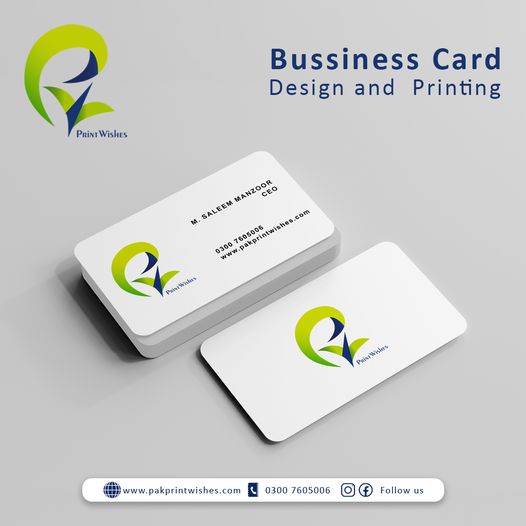 PrintWishes
Bussiness Card
Design and Printing
M. SALEEM MANZOOR
CEO
0300 7605006
www.pakprintwishes.com
PrintWishes
PrintWishes
www.pakprintwishes.com 0300 7605006 Follow us